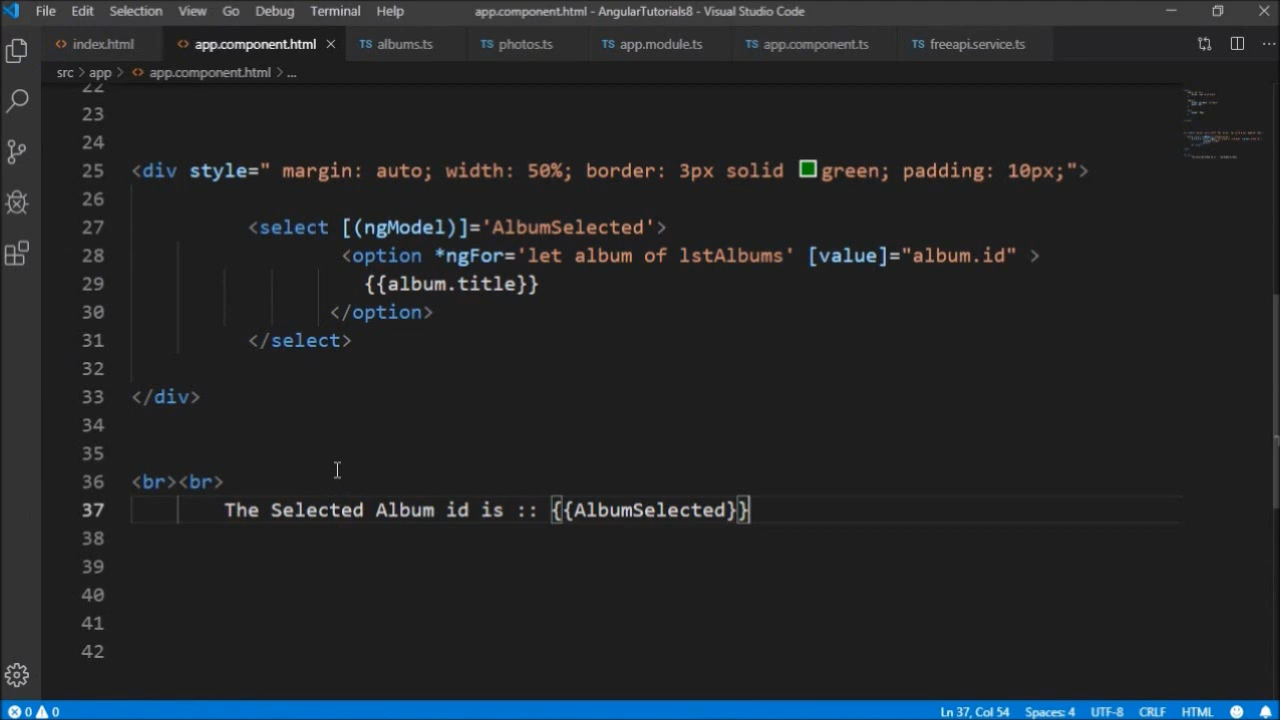 File Edit Selection View Go Debug Terminal Help app.component.html - AngularTutorials8 - Visual Studio Code
<> index.html <> app.component.html × TS albums.ts TS photos.ts TS app.module.ts TS app.component.ts TS freeapi.service.ts
src > app > <> app.component.html > ...
22
23
24
25 <div style=" margin: auto; width: 50%; border: 3px solid green; padding: 10px;">
26
27 <select [(ngModel)]='AlbumSelected'>
28 <option *ngFor='let album of lstAlbums' [value]="album.id" >
29 {{album.title}}
30 </option>
31 </select>
32
33 </div>
34
35
36 <br><br>
37 The Selected Album id is :: {{AlbumSelected}}
38
39
40
41
42
0 0 Ln 37, Col 54 Spaces: 4 UTF-8 CRLF HTML